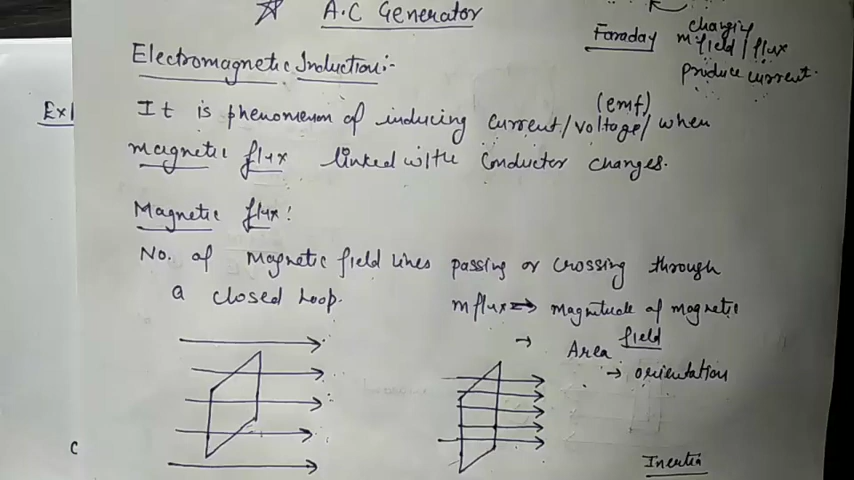 A.C Generator
Faraday changing
m field / flux
produce current.
Electromagnetic Induction:-
It is phenomenon of inducing current/voltage/ when
(emf)
magnetic flux linked with conductor changes.
Magnetic flux:
No. of Magnetic field lines passing or crossing through
a closed loop.
m flux → magnitude of magnetic
field
→ Area
→ orientation
Inertia
Ex